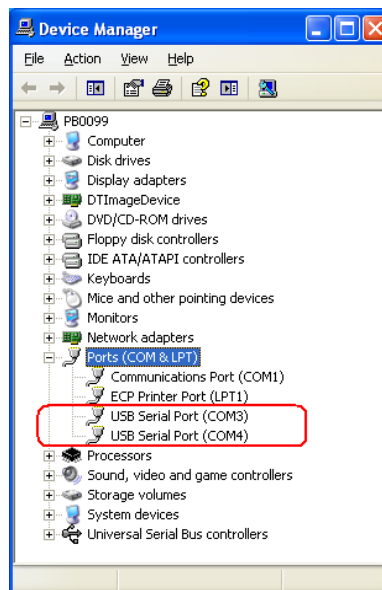 Device Manager
File Action View Help
PB0099
Computer
Disk drives
Display adapters
DTImageDevice
DVD/CD-ROM drives
Floppy disk controllers
IDE ATA/ATAPI controllers
Keyboards
Mice and other pointing devices
Monitors
Network adapters
Ports (COM & LPT)
Communications Port (COM1)
ECP Printer Port (LPT1)
USB Serial Port (COM3)
USB Serial Port (COM4)
Processors
Sound, video and game controllers
Storage volumes
System devices
Universal Serial Bus controllers